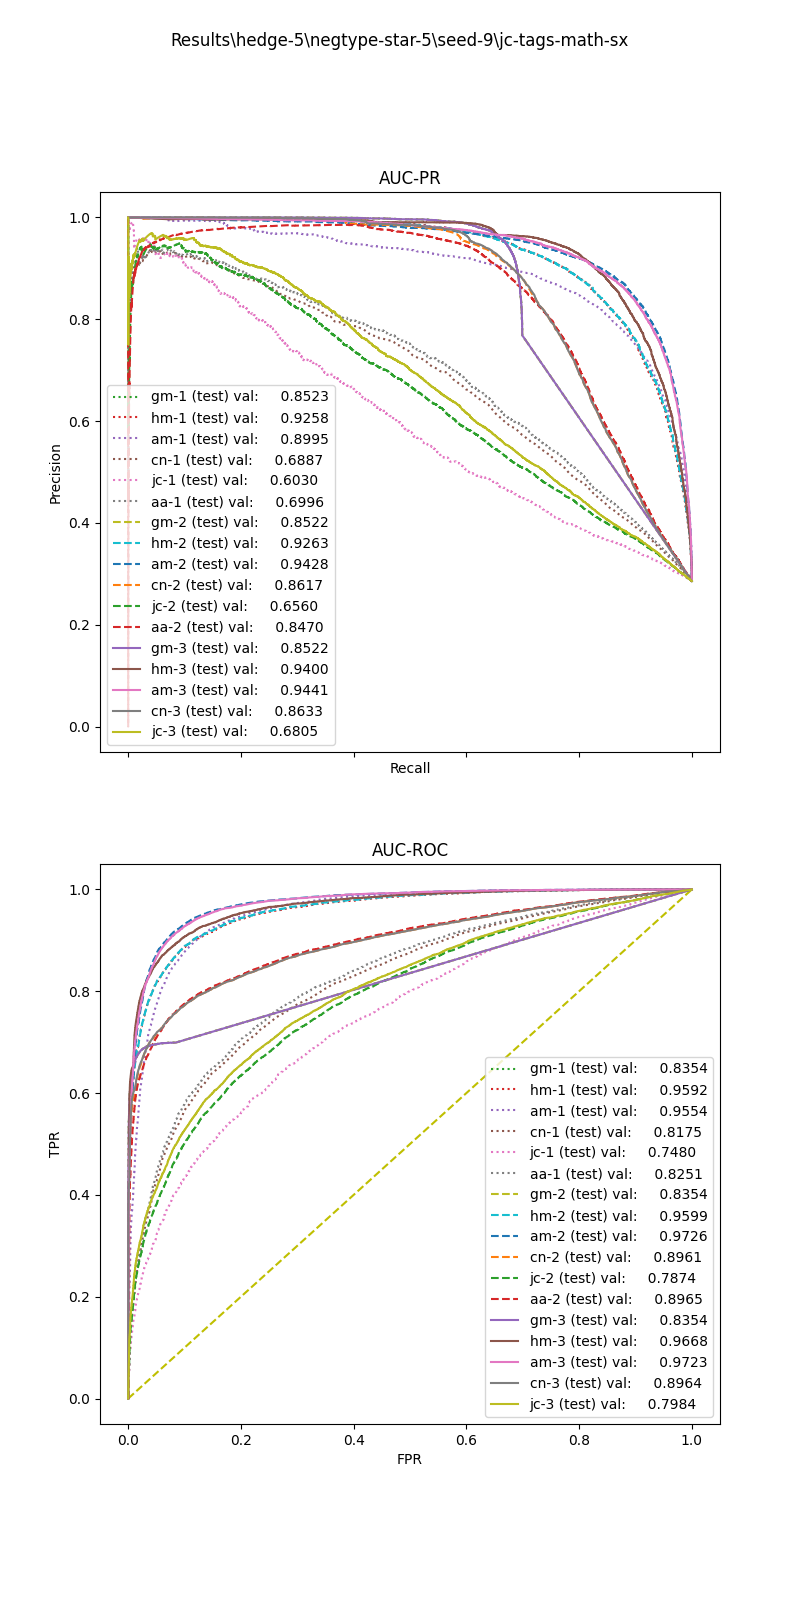 Results\hedge-5\negtype-star-5\seed-9\jc-tags-math-sx
AUC-PR
1.0
0.8
0.6
0.4
0.2
0.0
Precision
gm-1 (test) val: 0.8523
hm-1 (test) val: 0.9258
am-1 (test) val: 0.8995
cn-1 (test) val: 0.6887
jc-1 (test) val: 0.6030
aa-1 (test) val: 0.6996
gm-2 (test) val: 0.8522
hm-2 (test) val: 0.9263
am-2 (test) val: 0.9428
cn-2 (test) val: 0.8617
jc-2 (test) val: 0.6560
aa-2 (test) val: 0.8470
gm-3 (test) val: 0.8522
hm-3 (test) val: 0.9400
am-3 (test) val: 0.9441
cn-3 (test) val: 0.8633
jc-3 (test) val: 0.6805
Recall
AUC-ROC
1.0
0.8
0.6
0.4
0.2
0.0
TPR
gm-1 (test) val: 0.8354
hm-1 (test) val: 0.9592
am-1 (test) val: 0.9554
cn-1 (test) val: 0.8175
jc-1 (test) val: 0.7480
aa-1 (test) val: 0.8251
gm-2 (test) val: 0.8354
hm-2 (test) val: 0.9599
am-2 (test) val: 0.9726
cn-2 (test) val: 0.8961
jc-2 (test) val: 0.7874
aa-2 (test) val: 0.8965
gm-3 (test) val: 0.8354
hm-3 (test) val: 0.9668
am-3 (test) val: 0.9723
cn-3 (test) val: 0.8964
jc-3 (test) val: 0.7984
0.0 0.2 0.4 0.6 0.8 1.0
FPR